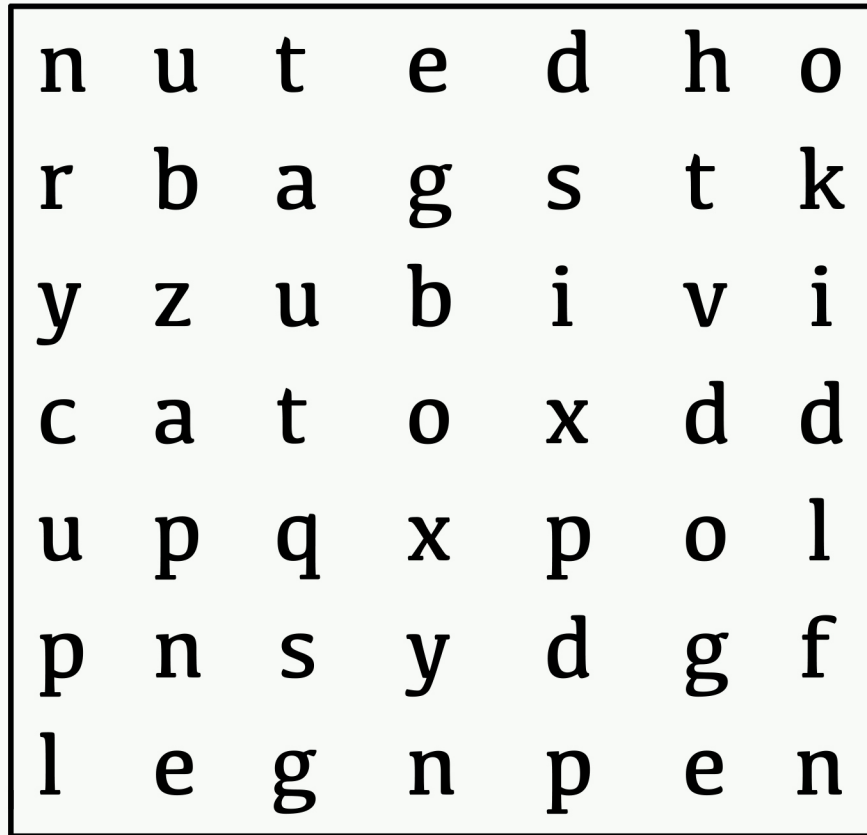 n u t e d h o
r b a g s t k
y z u b i v i
c a t o x d d
u p q x p o l
p n s y d g f
l e g n p e n